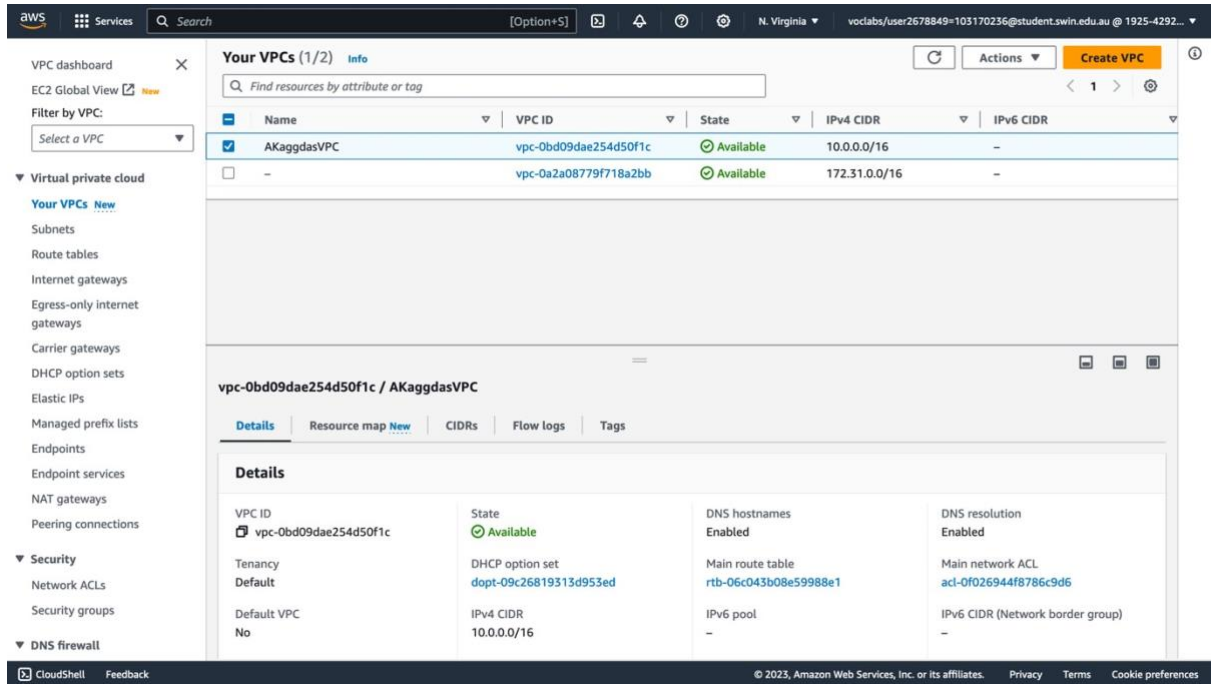 aws Services Search [Option+S] N. Virginia voclabs/user2678849=103170236@student.swin.edu.au @ 1925-4292...
VPC dashboard
EC2 Global View New
Filter by VPC:
Select a VPC
Virtual private cloud
Your VPCs New
Subnets
Route tables
Internet gateways
Egress-only internet
gateways
Carrier gateways
DHCP option sets
Elastic IPs
Managed prefix lists
Endpoints
Endpoint services
NAT gateways
Peering connections
Security
Network ACLs
Security groups
DNS firewall
Your VPCs (1/2) Info
Actions Create VPC
Find resources by attribute or tag
1
Name VPC ID State IPv4 CIDR IPv6 CIDR
AKaggdasVPC vpc-0bd09dae254d50f1c Available 10.0.0.0/16 –
– vpc-0a2a08779f718a2bb Available 172.31.0.0/16 –
vpc-0bd09dae254d50f1c / AKaggdasVPC
Details Resource map New CIDRs Flow logs Tags
Details
VPC ID
vpc-0bd09dae254d50f1c
State
Available
DNS hostnames
Enabled
DNS resolution
Enabled
Tenancy
Default
DHCP option set
dopt-09c26819313d953ed
Main route table
rtb-06c043b08e59988e1
Main network ACL
acl-0f026944f8786c9d6
Default VPC
No
IPv4 CIDR
10.0.0.0/16
IPv6 pool
–
IPv6 CIDR (Network border group)
–
CloudShell Feedback © 2023, Amazon Web Services, Inc. or its affiliates. Privacy Terms Cookie preferences